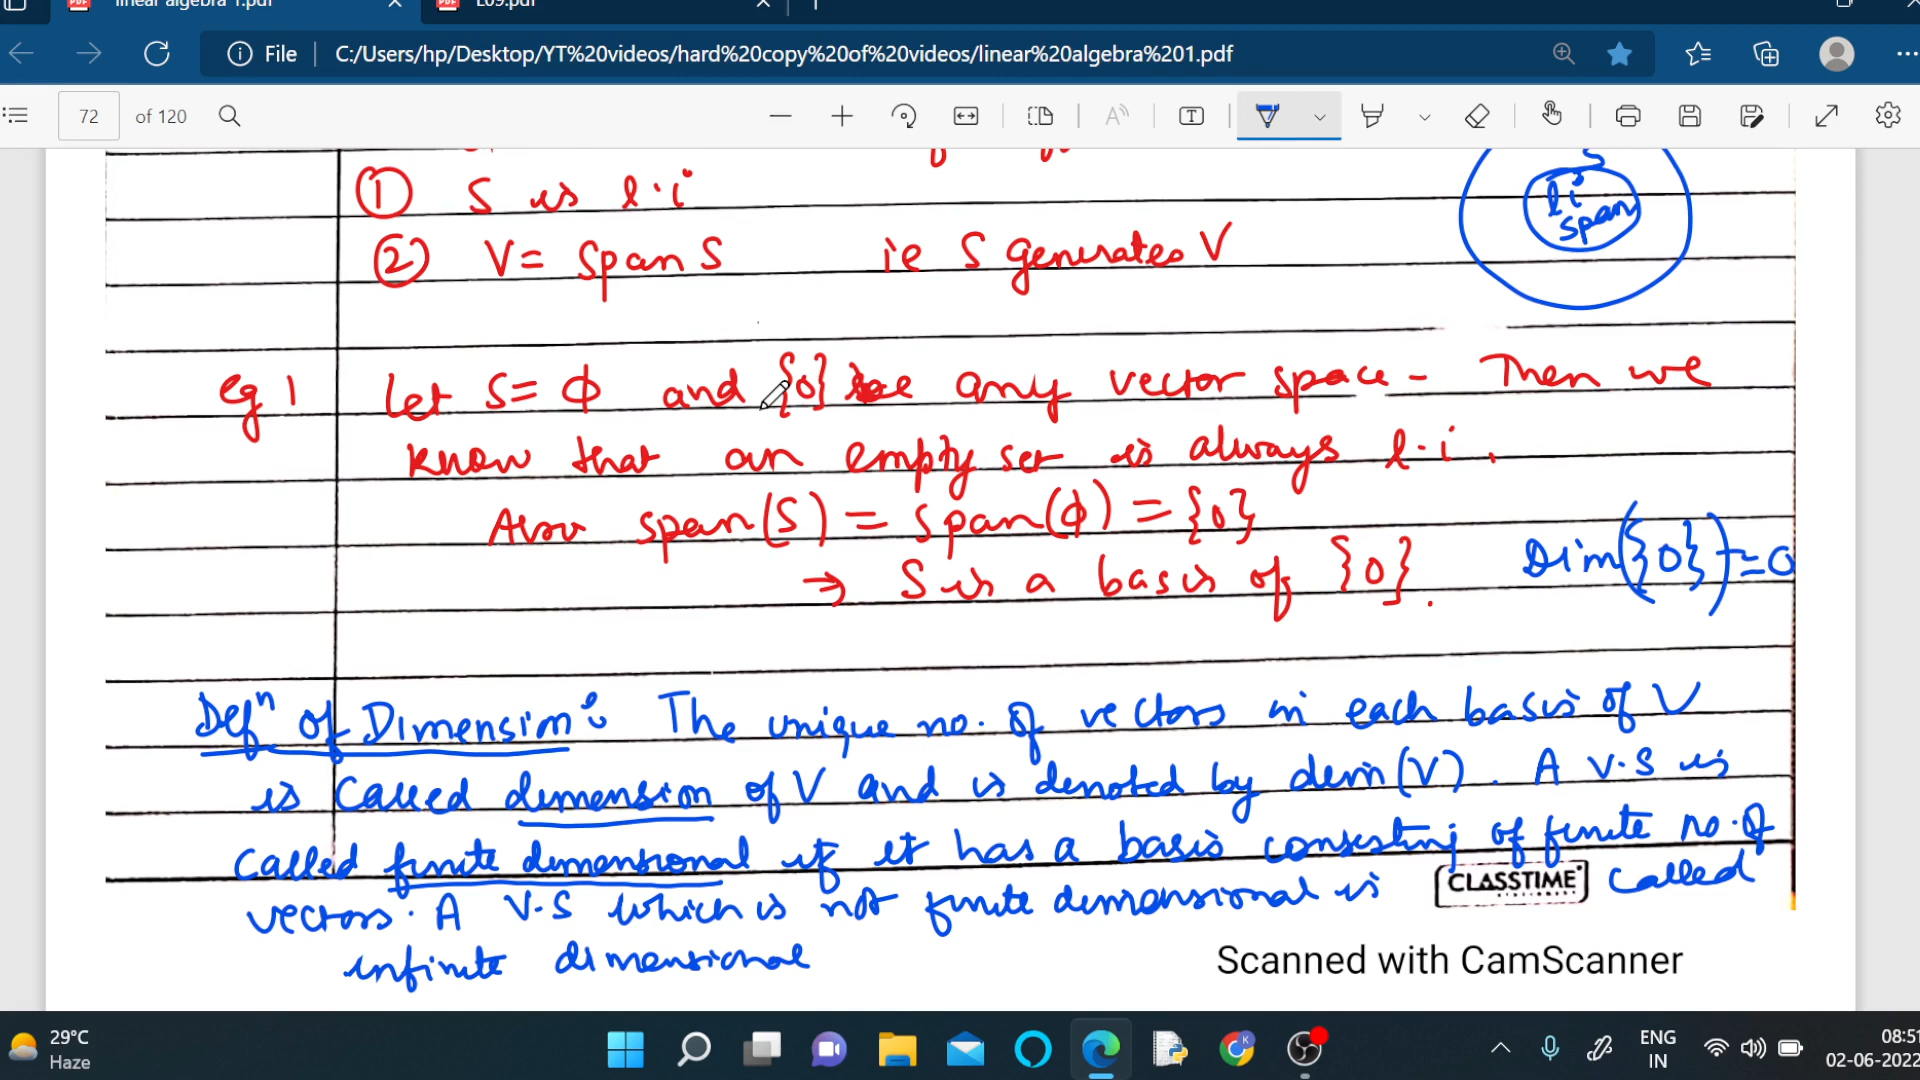 linear algebra 1.pdf
L09.pdf
File
C:/Users/hp/Desktop/YT%20videos/hard%20copy%20of%20videos/linear%20algebra%201.pdf
72 of 120
① S is l.i
② V = Span S ie S generates V
S
li
span
eg 1 Let S = ϕ and {0} be any vector space - Then we
know that an empty set is always l.i.
Also span(S) = span(ϕ) = {0}
⇒ S is a basis of {0}.
Dim({0}) = 0
Defⁿ of Dimension: The unique no. of vectors in each basis of V
is called dimension of V and is denoted by dim(V). A V.S is
called finite dimensional if it has a basis consisting of finite no. of
vectors. A V.S which is not finite dimensional is called
infinite dimensional
CLASSTIME
Scanned with CamScanner
29°C
Haze
ENG
IN
08:51
02-06-2022